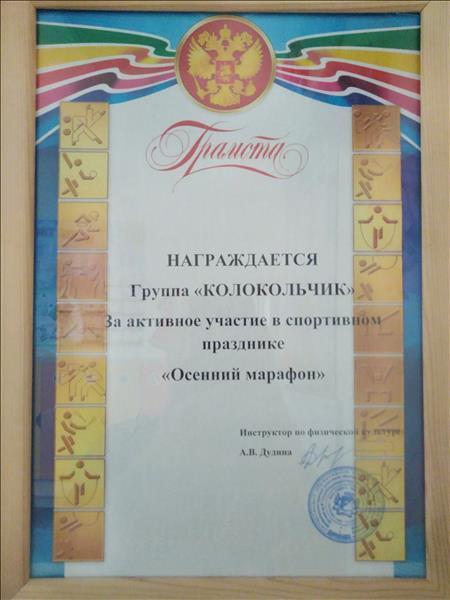 Грамота
НАГРАЖДАЕТСЯ
Группа «КОЛОКОЛЬЧИК»
За активное участие в спортивном
празднике
«Осенний марафон»
Инструктор по физической культуре
А.В. Дудина